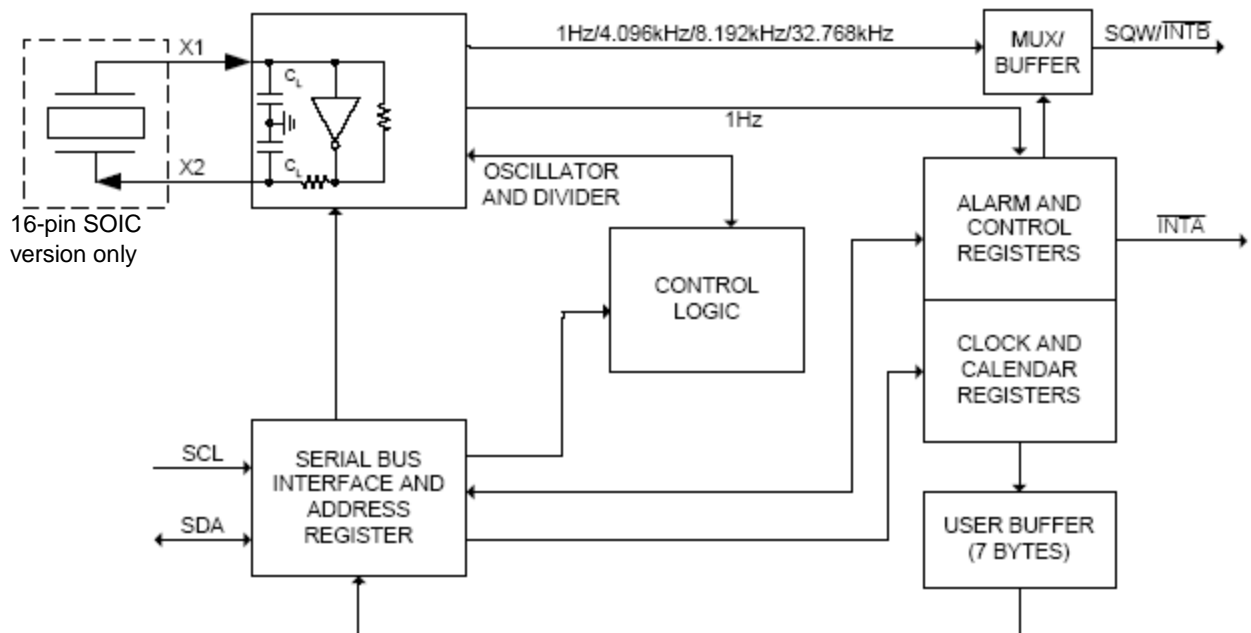 X1
X2
16-pin SOIC
version only
C_L
C_L
1Hz/4.096kHz/8.192kHz/32.768kHz
MUX/
BUFFER
SQW/I̅N̅T̅B̅
1Hz
OSCILLATOR
AND DIVIDER
CONTROL
LOGIC
ALARM AND
CONTROL
REGISTERS
I̅N̅T̅A̅
CLOCK AND
CALENDAR
REGISTERS
SCL
SDA
SERIAL BUS
INTERFACE AND
ADDRESS
REGISTER
USER BUFFER
(7 BYTES)